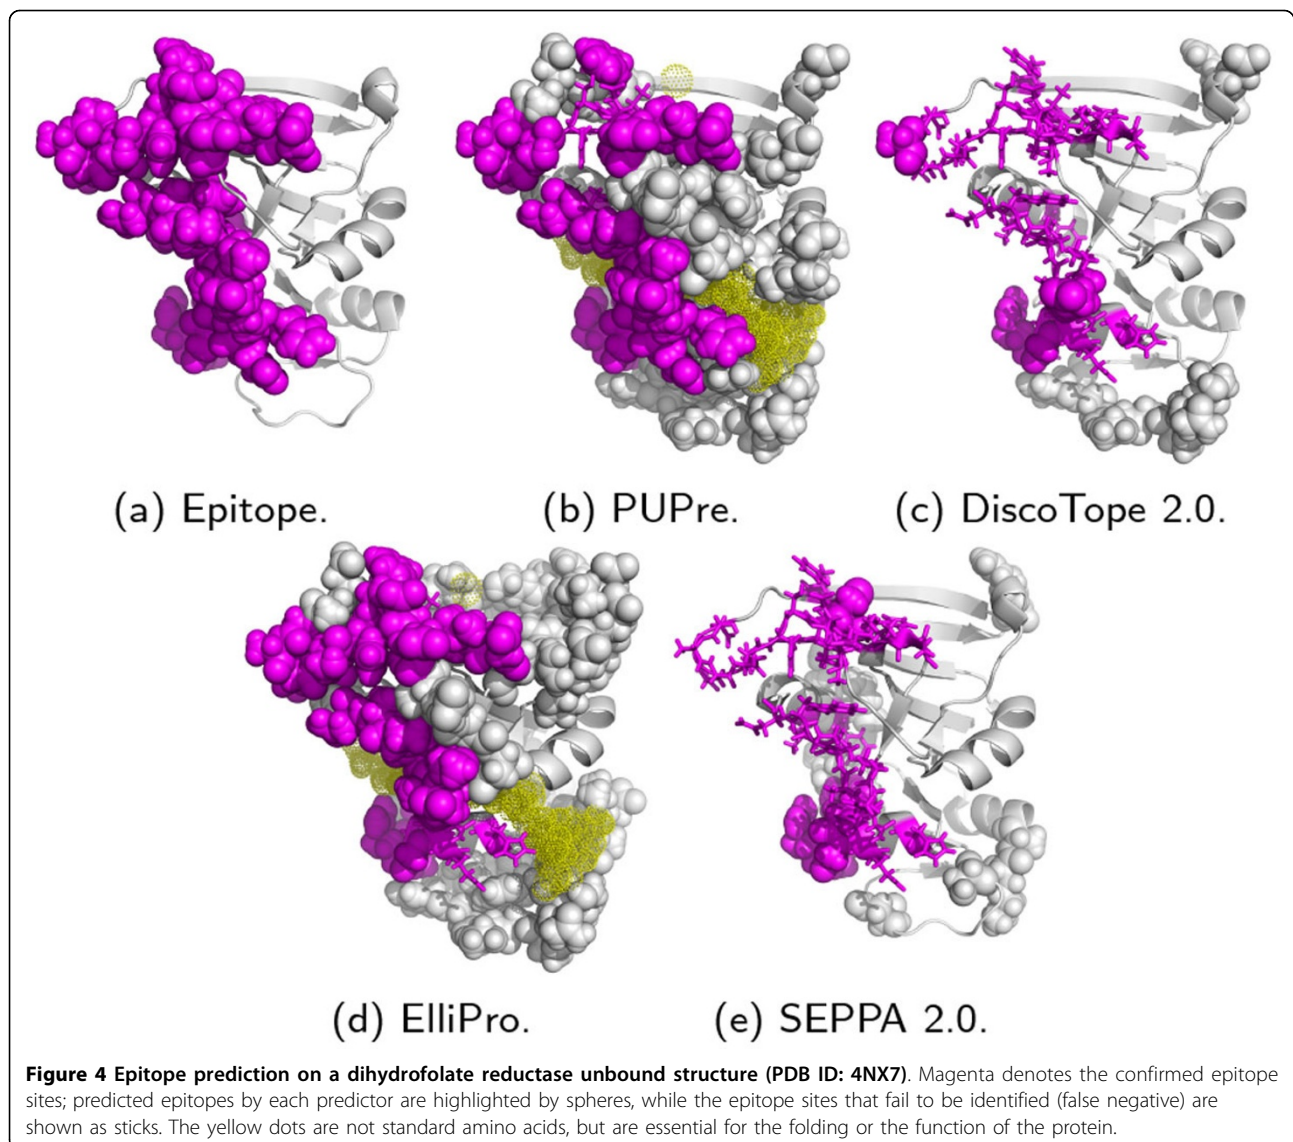 (a) Epitope.
(b) PUPre.
(c) DiscoTope 2.0.
(d) ElliPro.
(e) SEPPA 2.0.
Figure 4 Epitope prediction on a dihydrofolate reductase unbound structure (PDB ID: 4NX7). Magenta denotes the confirmed epitope
sites; predicted epitopes by each predictor are highlighted by spheres, while the epitope sites that fail to be identified (false negative) are
shown as sticks. The yellow dots are not standard amino acids, but are essential for the folding or the function of the protein.